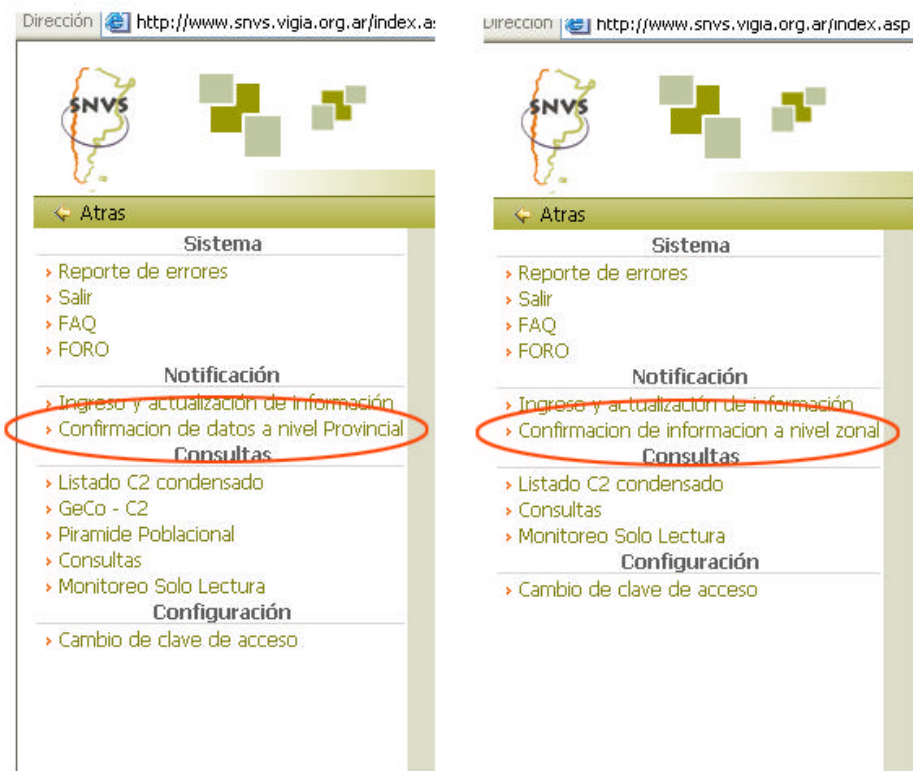 Dirección http://www.snvs.vigia.org.ar/index.as
SNVS
Atras
Sistema
Reporte de errores
Salir
FAQ
FORO
Notificación
Ingreso y actualización de información
Confirmacion de datos a nivel Provincial
Consultas
Listado C2 condensado
GeCo - C2
Piramide Poblacional
Consultas
Monitoreo Solo Lectura
Configuración
Cambio de clave de acceso
Dirección http://www.snvs.vigia.org.ar/index.asp
SNVS
Atras
Sistema
Reporte de errores
Salir
FAQ
FORO
Notificación
Ingreso y actualización de información
Confirmacion de informacion a nivel zonal
Consultas
Listado C2 condensado
Consultas
Monitoreo Solo Lectura
Configuración
Cambio de clave de acceso